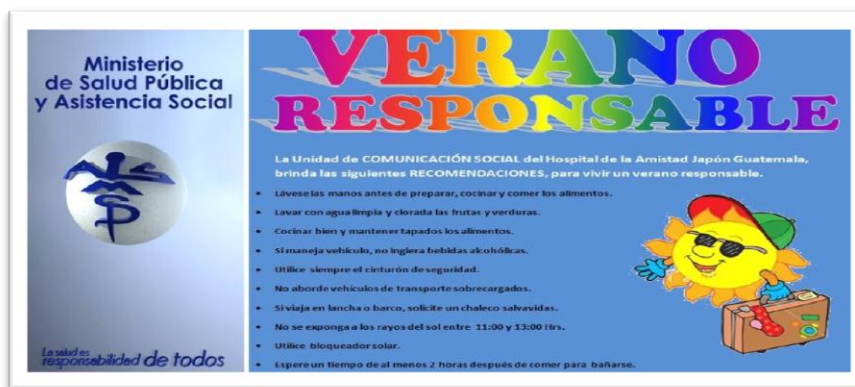 Ministerio
de Salud Pública
y Asistencia Social
La salud es
responsabilidad de todos
VERANO
RESPONSABLE
La Unidad de COMUNICACIÓN SOCIAL del Hospital de la Amistad Japón Guatemala,
brinda las siguientes RECOMENDACIONES, para vivir un verano responsable.
• Lávese las manos antes de preparar, cocinar y comer los alimentos.
• Lavar con agua limpia y clorada las frutas y verduras.
• Cocinar bien y mantener tapados los alimentos.
• Si maneja vehículo, no ingiera bebidas alcohólicas.
• Utilice siempre el cinturón de seguridad.
• No aborde vehículos de transporte sobrecargados.
• Si viaja en lancha o barco, solicite un chaleco salvavidas.
• No se exponga a los rayos del sol entre 11:00 y 13:00 Hrs.
• Utilice bloqueador solar.
• Espere un tiempo de al menos 2 horas después de comer para bañarse.